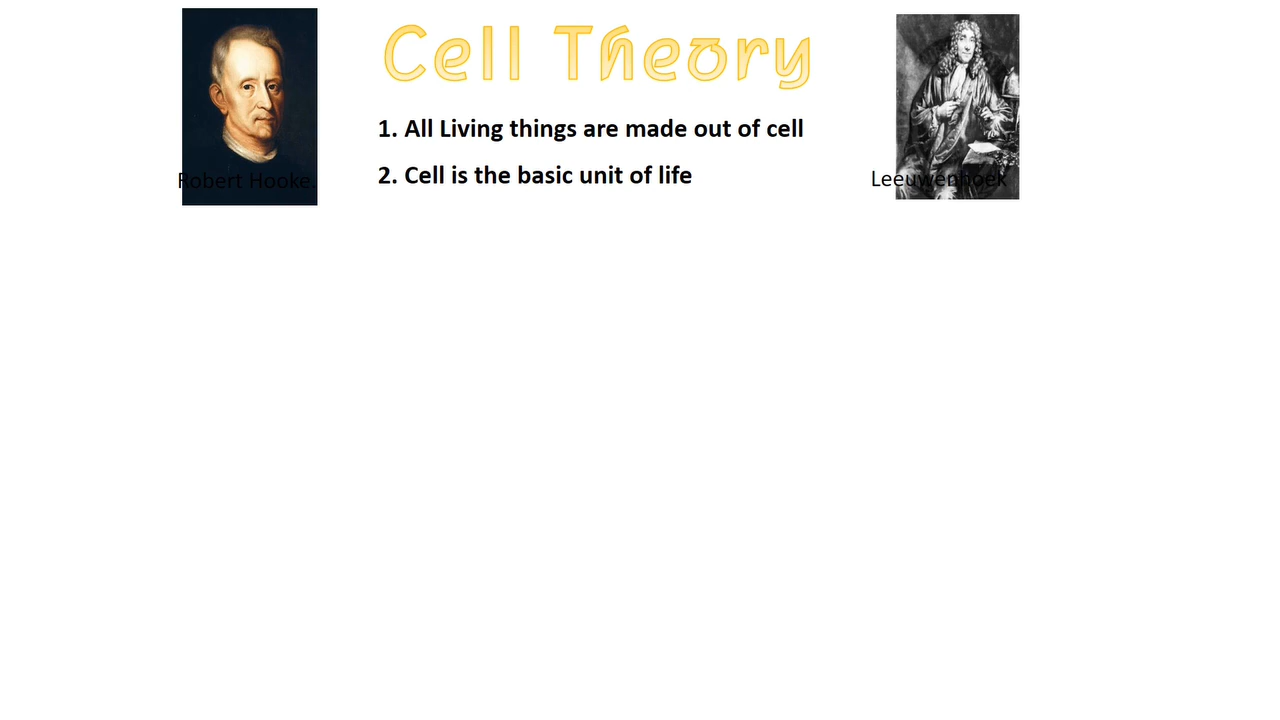 Cell Theory
1. All Living things are made out of cell
2. Cell is the basic unit of life
Robert Hooke.
Leeuwenhoek